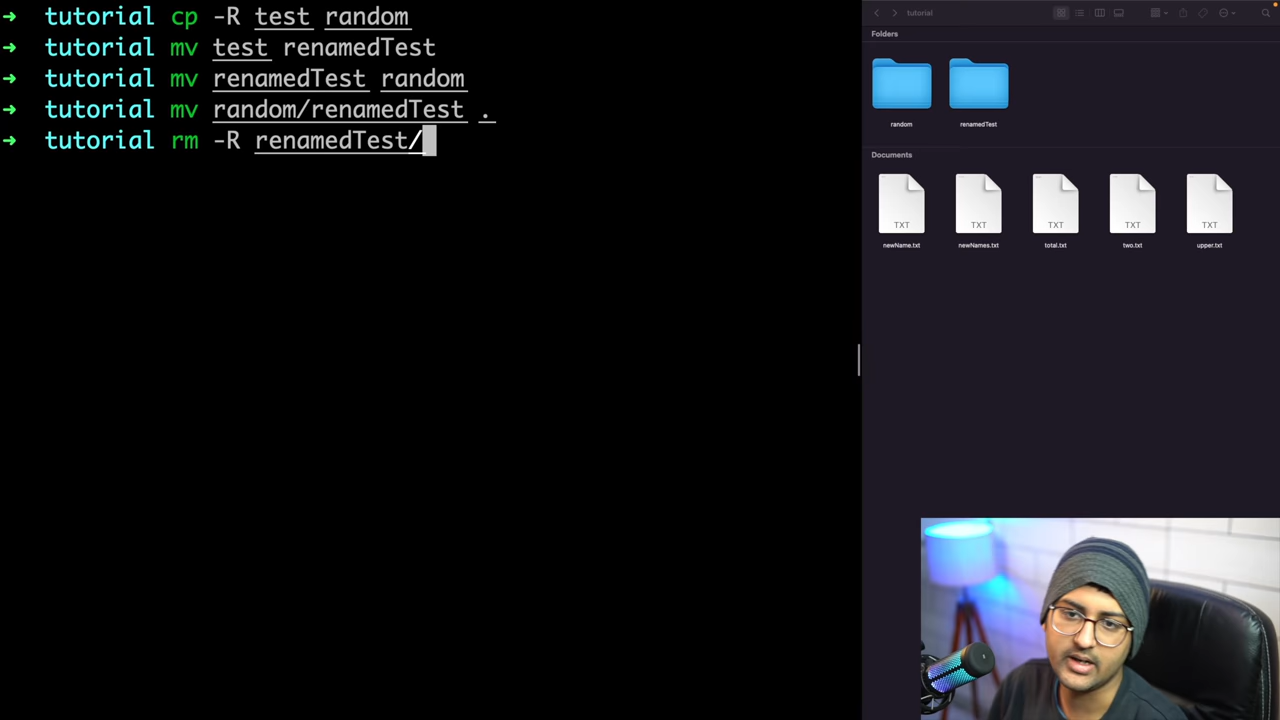 ➜ tutorial cp -R test random
➜ tutorial mv test renamedTest
➜ tutorial mv renamedTest random
➜ tutorial mv random/renamedTest .
➜ tutorial rm -R renamedTest/
tutorial
Folders
random
renamedTest
Documents
TXT
TXT
TXT
TXT
TXT
newName.txt
newNames.txt
total.txt
two.txt
upper.txt